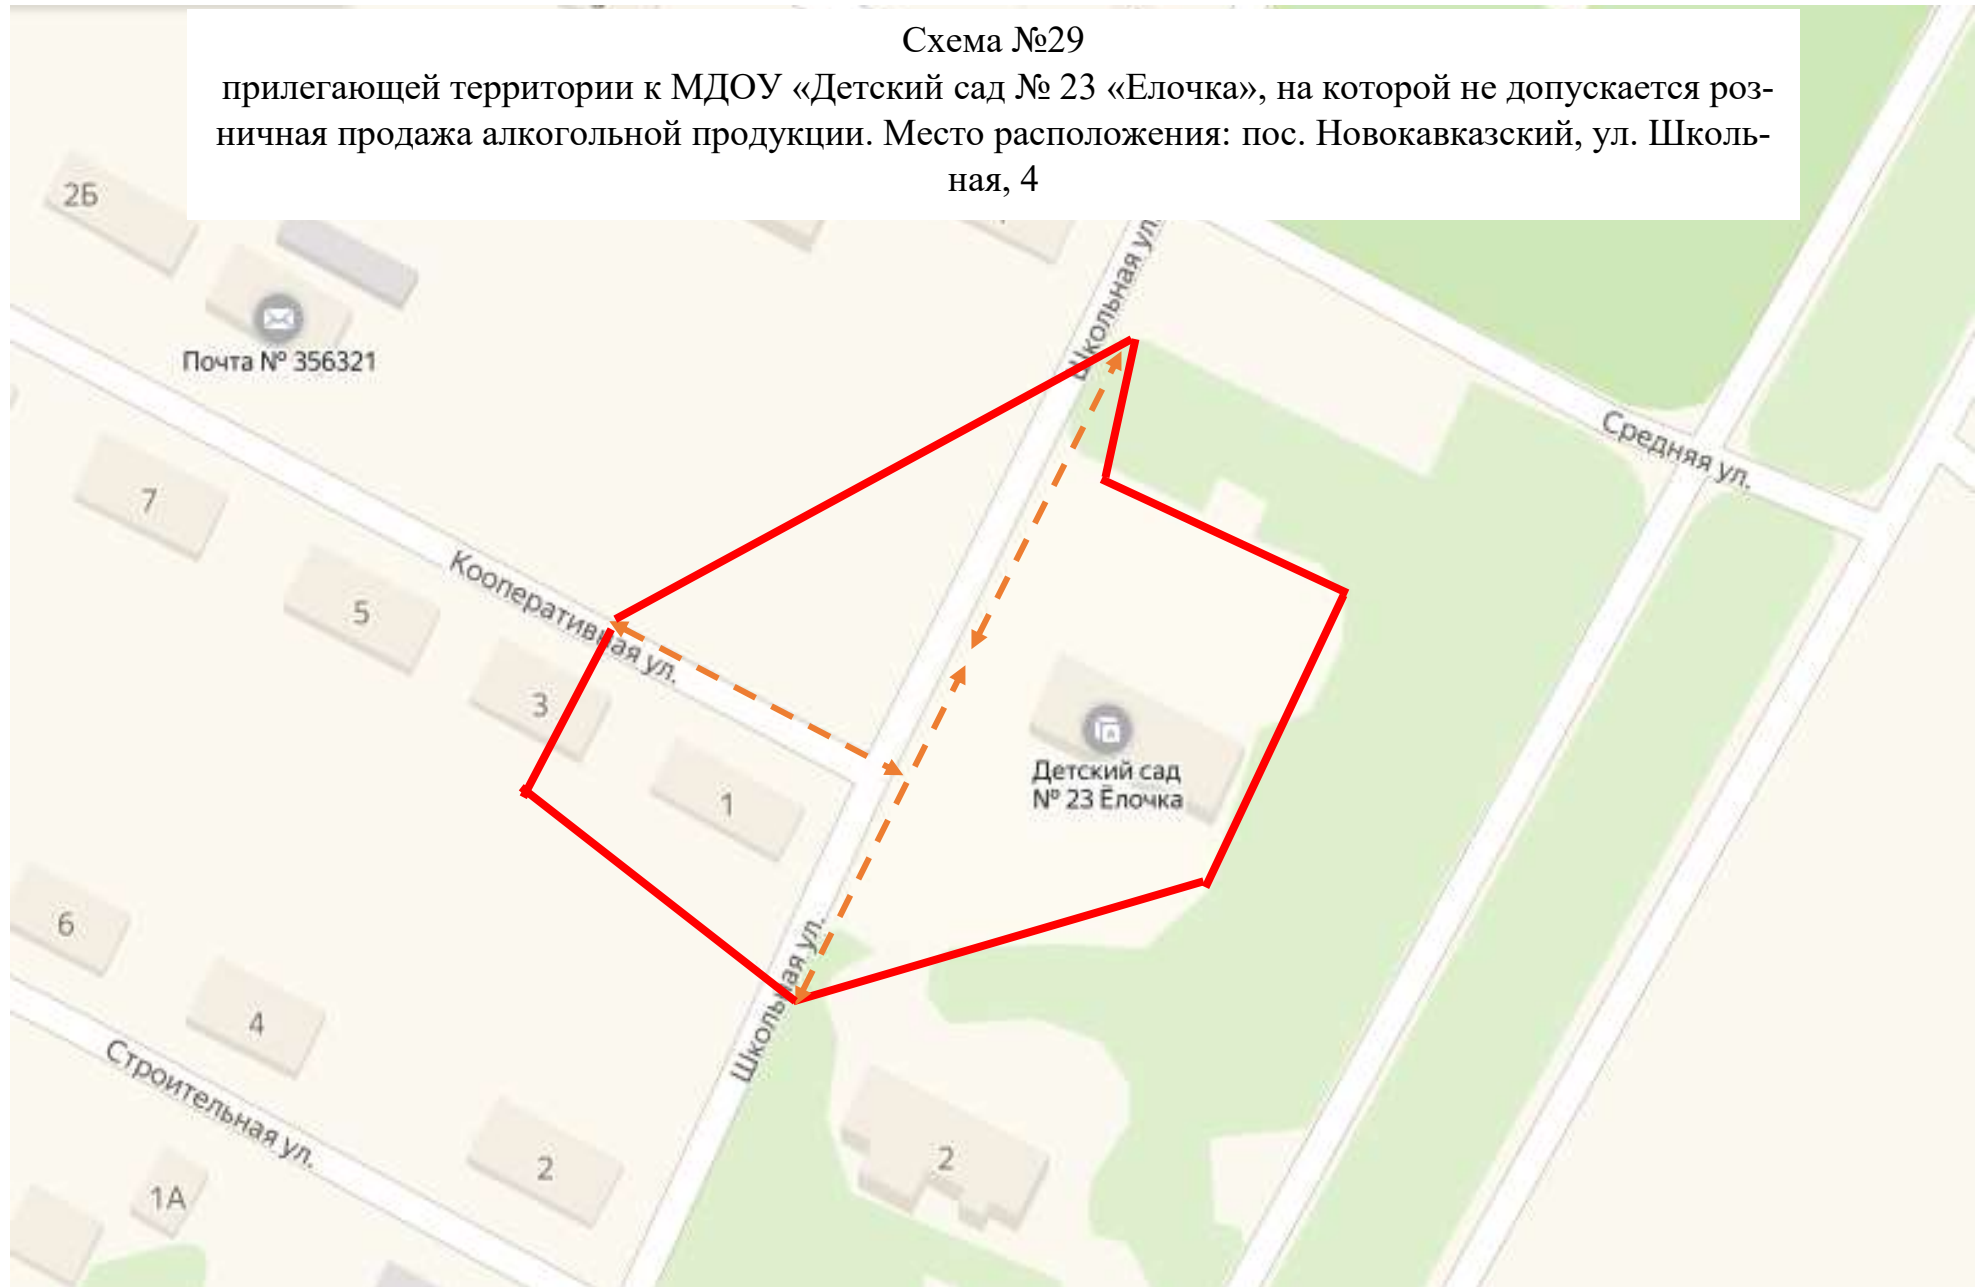 Схема №29
прилегающей территории к МДОУ «Детский сад № 23 «Елочка», на которой не допускается роз-
ничная продажа алкогольной продукции. Место расположения: пос. Новокавказский, ул. Школь-
ная, 4
2Б
Школьная ул.
Почта № 356321
Средняя ул.
7
Кооперативная ул.
5
3
1
Детский сад
№ 23 Ёлочка
6
4
Школьная ул.
Строительная ул.
2
2
1А